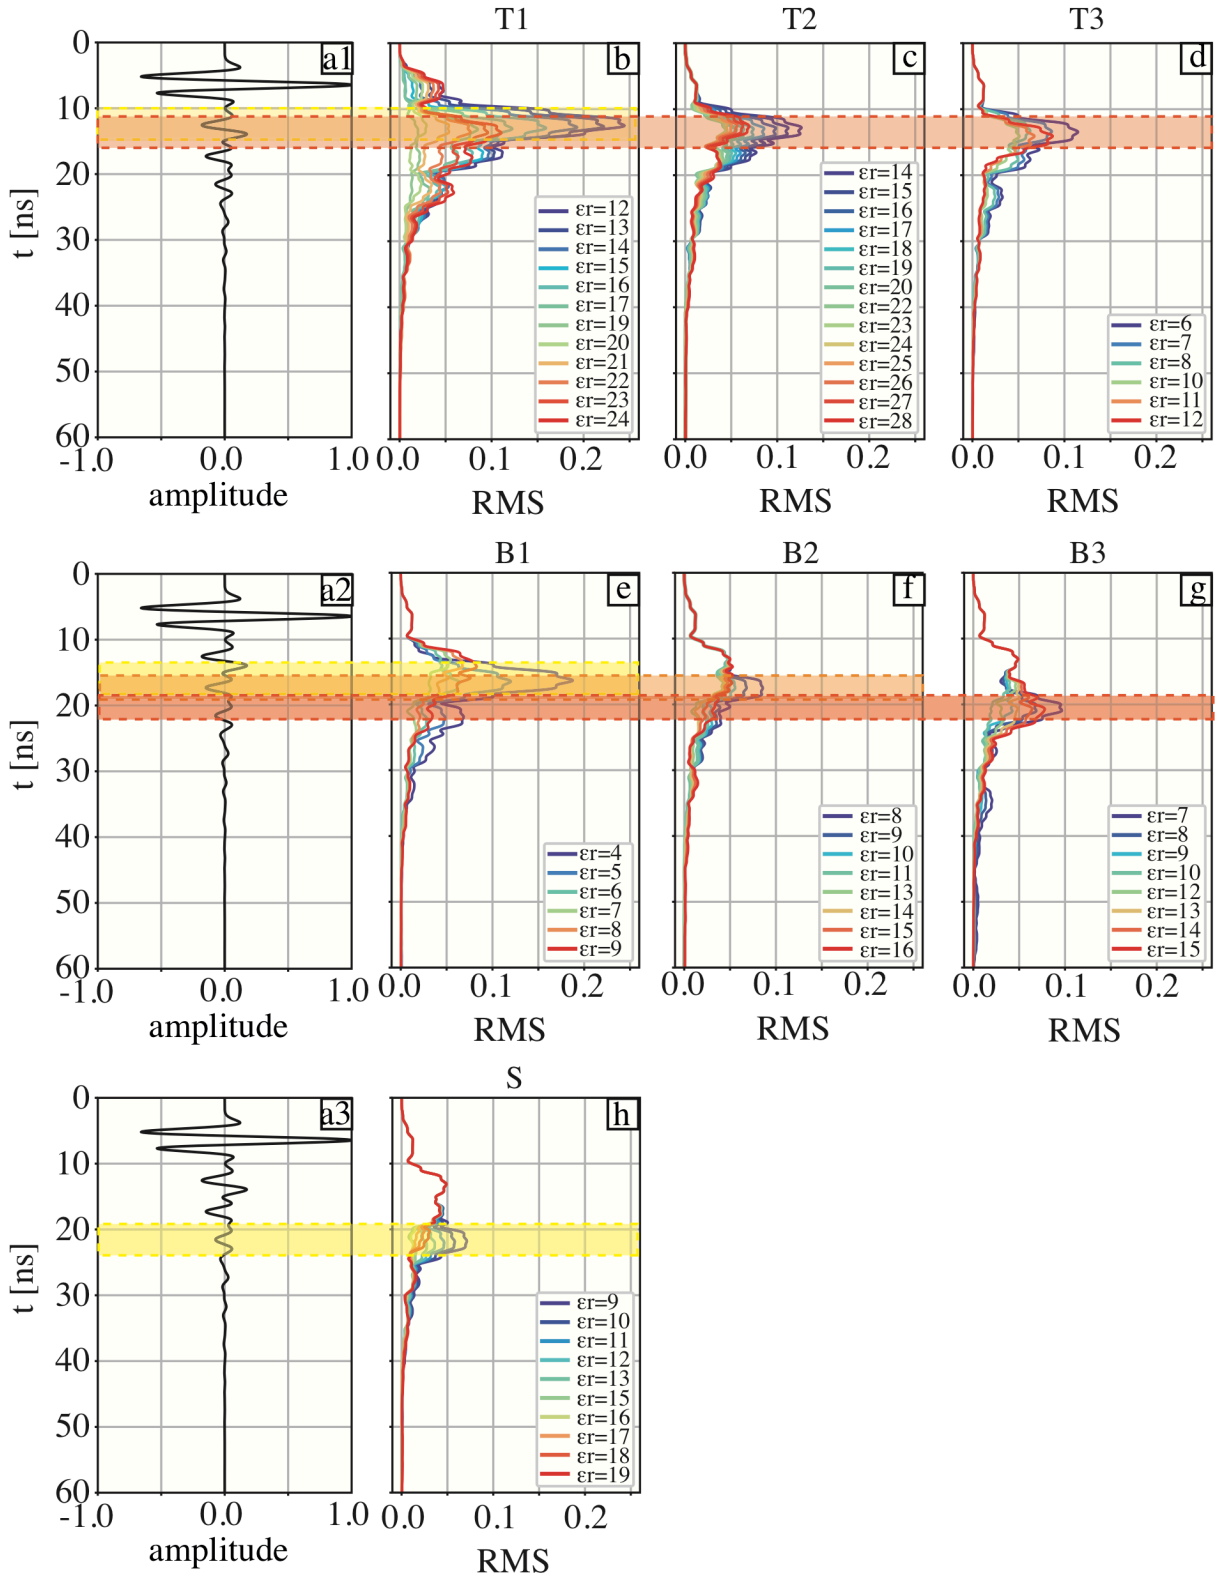 T1 T2 T3
a1 b c d
0
10
20
30
40
50
60
t [ns]
εr=12
εr=13
εr=14
εr=15
εr=16
εr=17
εr=19
εr=20
εr=21
εr=22
εr=23
εr=24
εr=14
εr=15
εr=16
εr=17
εr=18
εr=19
εr=20
εr=22
εr=23
εr=24
εr=25
εr=26
εr=27
εr=28
εr=6
εr=7
εr=8
εr=10
εr=11
εr=12
-1.0 0.0 1.0 0.0 0.1 0.2 0.0 0.1 0.2 0.0 0.1 0.2
amplitude RMS RMS RMS
B1 B2 B3
a2 e f g
0
10
20
30
40
50
60
t [ns]
εr=4
εr=5
εr=6
εr=7
εr=8
εr=9
εr=8
εr=9
εr=10
εr=11
εr=13
εr=14
εr=15
εr=16
εr=7
εr=8
εr=9
εr=10
εr=12
εr=13
εr=14
εr=15
-1.0 0.0 1.0 0.0 0.1 0.2 0.0 0.1 0.2 0.0 0.1 0.2
amplitude RMS RMS RMS
S
a3 h
0
10
20
30
40
50
60
t [ns]
εr=9
εr=10
εr=11
εr=12
εr=13
εr=15
εr=16
εr=17
εr=18
εr=19
-1.0 0.0 1.0 0.0 0.1 0.2
amplitude RMS